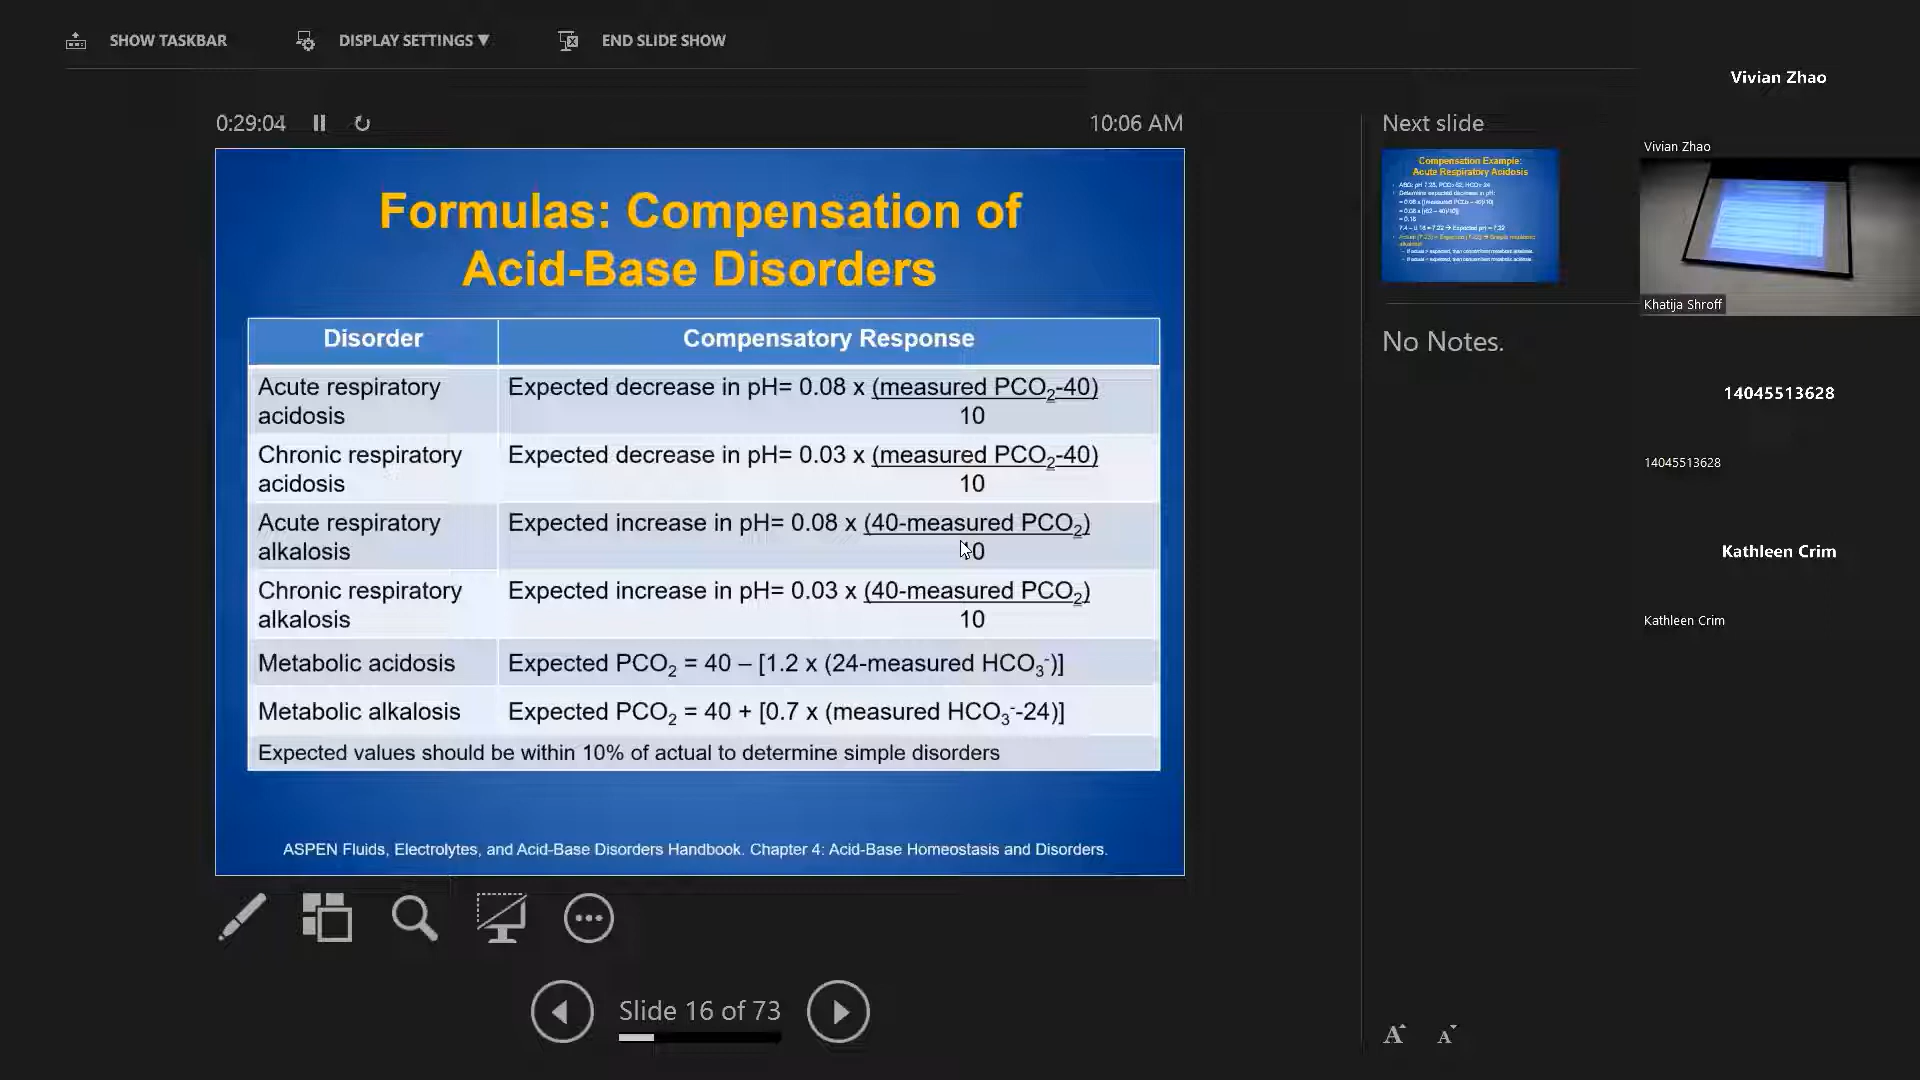 SHOW TASKBAR
DISPLAY SETTINGS ▼
END SLIDE SHOW
0:29:04
10:06 AM
Formulas: Compensation of
Acid-Base Disorders
Disorder Compensatory Response
Acute respiratory
acidosis
Expected decrease in pH= 0.08 x (measured PCO₂-40)
10
Chronic respiratory
acidosis
Expected decrease in pH= 0.03 x (measured PCO₂-40)
10
Acute respiratory
alkalosis
Expected increase in pH= 0.08 x (40-measured PCO₂)
10
Chronic respiratory
alkalosis
Expected increase in pH= 0.03 x (40-measured PCO₂)
10
Metabolic acidosis Expected PCO₂ = 40 – [1.2 x (24-measured HCO₃⁻)]
Metabolic alkalosis Expected PCO₂ = 40 + [0.7 x (measured HCO₃⁻-24)]
Expected values should be within 10% of actual to determine simple disorders
ASPEN Fluids, Electrolytes, and Acid-Base Disorders Handbook. Chapter 4: Acid-Base Homeostasis and Disorders.
Slide 16 of 73
Next slide
Compensation Example:
Acute Respiratory Acidosis
No Notes.
A A
Vivian Zhao
Vivian Zhao
Khatija Shroff
14045513628
14045513628
Kathleen Crim
Kathleen Crim